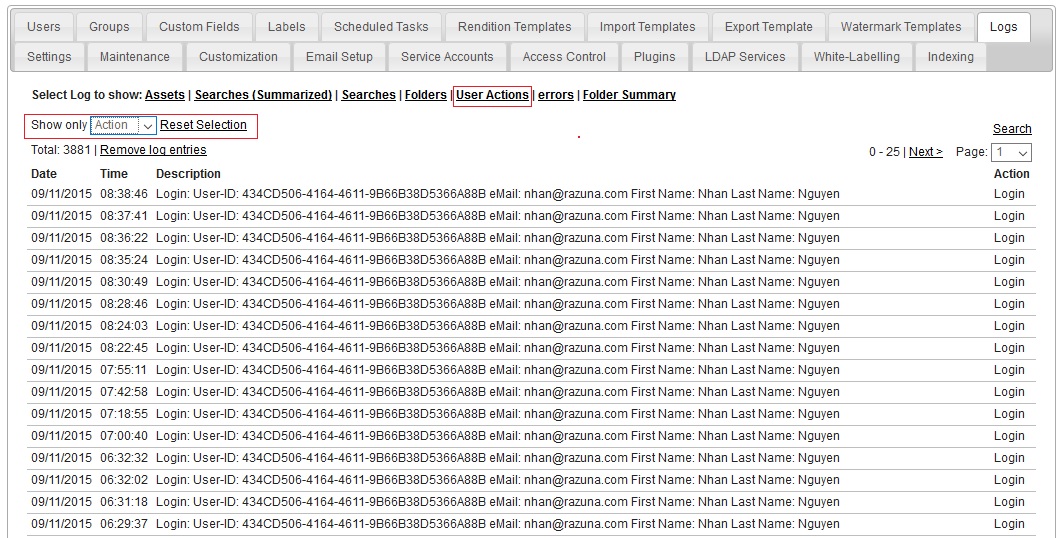 Users Groups Custom Fields Labels Scheduled Tasks Rendition Templates Import Templates Export Template Watermark Templates Logs
Settings Maintenance Customization Email Setup Service Accounts Access Control Plugins LDAP Services White-Labelling Indexing
Select Log to show: Assets | Searches (Summarized) | Searches | Folders | User Actions | errors | Folder Summary
Show only Action Reset Selection
Search
Total: 3881 | Remove log entries 0 - 25 | Next > Page: 1
Date Time Description Action
09/11/2015 08:38:46 Login: User-ID: 434CD506-4164-4611-9B66B38D5366A88B eMail: nhan@razuna.com First Name: Nhan Last Name: Nguyen Login
09/11/2015 08:37:41 Login: User-ID: 434CD506-4164-4611-9B66B38D5366A88B eMail: nhan@razuna.com First Name: Nhan Last Name: Nguyen Login
09/11/2015 08:36:22 Login: User-ID: 434CD506-4164-4611-9B66B38D5366A88B eMail: nhan@razuna.com First Name: Nhan Last Name: Nguyen Login
09/11/2015 08:35:24 Login: User-ID: 434CD506-4164-4611-9B66B38D5366A88B eMail: nhan@razuna.com First Name: Nhan Last Name: Nguyen Login
09/11/2015 08:30:49 Login: User-ID: 434CD506-4164-4611-9B66B38D5366A88B eMail: nhan@razuna.com First Name: Nhan Last Name: Nguyen Login
09/11/2015 08:28:46 Login: User-ID: 434CD506-4164-4611-9B66B38D5366A88B eMail: nhan@razuna.com First Name: Nhan Last Name: Nguyen Login
09/11/2015 08:24:03 Login: User-ID: 434CD506-4164-4611-9B66B38D5366A88B eMail: nhan@razuna.com First Name: Nhan Last Name: Nguyen Login
09/11/2015 08:22:45 Login: User-ID: 434CD506-4164-4611-9B66B38D5366A88B eMail: nhan@razuna.com First Name: Nhan Last Name: Nguyen Login
09/11/2015 07:55:11 Login: User-ID: 434CD506-4164-4611-9B66B38D5366A88B eMail: nhan@razuna.com First Name: Nhan Last Name: Nguyen Login
09/11/2015 07:42:58 Login: User-ID: 434CD506-4164-4611-9B66B38D5366A88B eMail: nhan@razuna.com First Name: Nhan Last Name: Nguyen Login
09/11/2015 07:18:55 Login: User-ID: 434CD506-4164-4611-9B66B38D5366A88B eMail: nhan@razuna.com First Name: Nhan Last Name: Nguyen Login
09/11/2015 07:00:40 Login: User-ID: 434CD506-4164-4611-9B66B38D5366A88B eMail: nhan@razuna.com First Name: Nhan Last Name: Nguyen Login
09/11/2015 06:32:32 Login: User-ID: 434CD506-4164-4611-9B66B38D5366A88B eMail: nhan@razuna.com First Name: Nhan Last Name: Nguyen Login
09/11/2015 06:32:02 Login: User-ID: 434CD506-4164-4611-9B66B38D5366A88B eMail: nhan@razuna.com First Name: Nhan Last Name: Nguyen Login
09/11/2015 06:31:18 Login: User-ID: 434CD506-4164-4611-9B66B38D5366A88B eMail: nhan@razuna.com First Name: Nhan Last Name: Nguyen Login
09/11/2015 06:29:37 Login: User-ID: 434CD506-4164-4611-9B66B38D5366A88B eMail: nhan@razuna.com First Name: Nhan Last Name: Nguyen Login